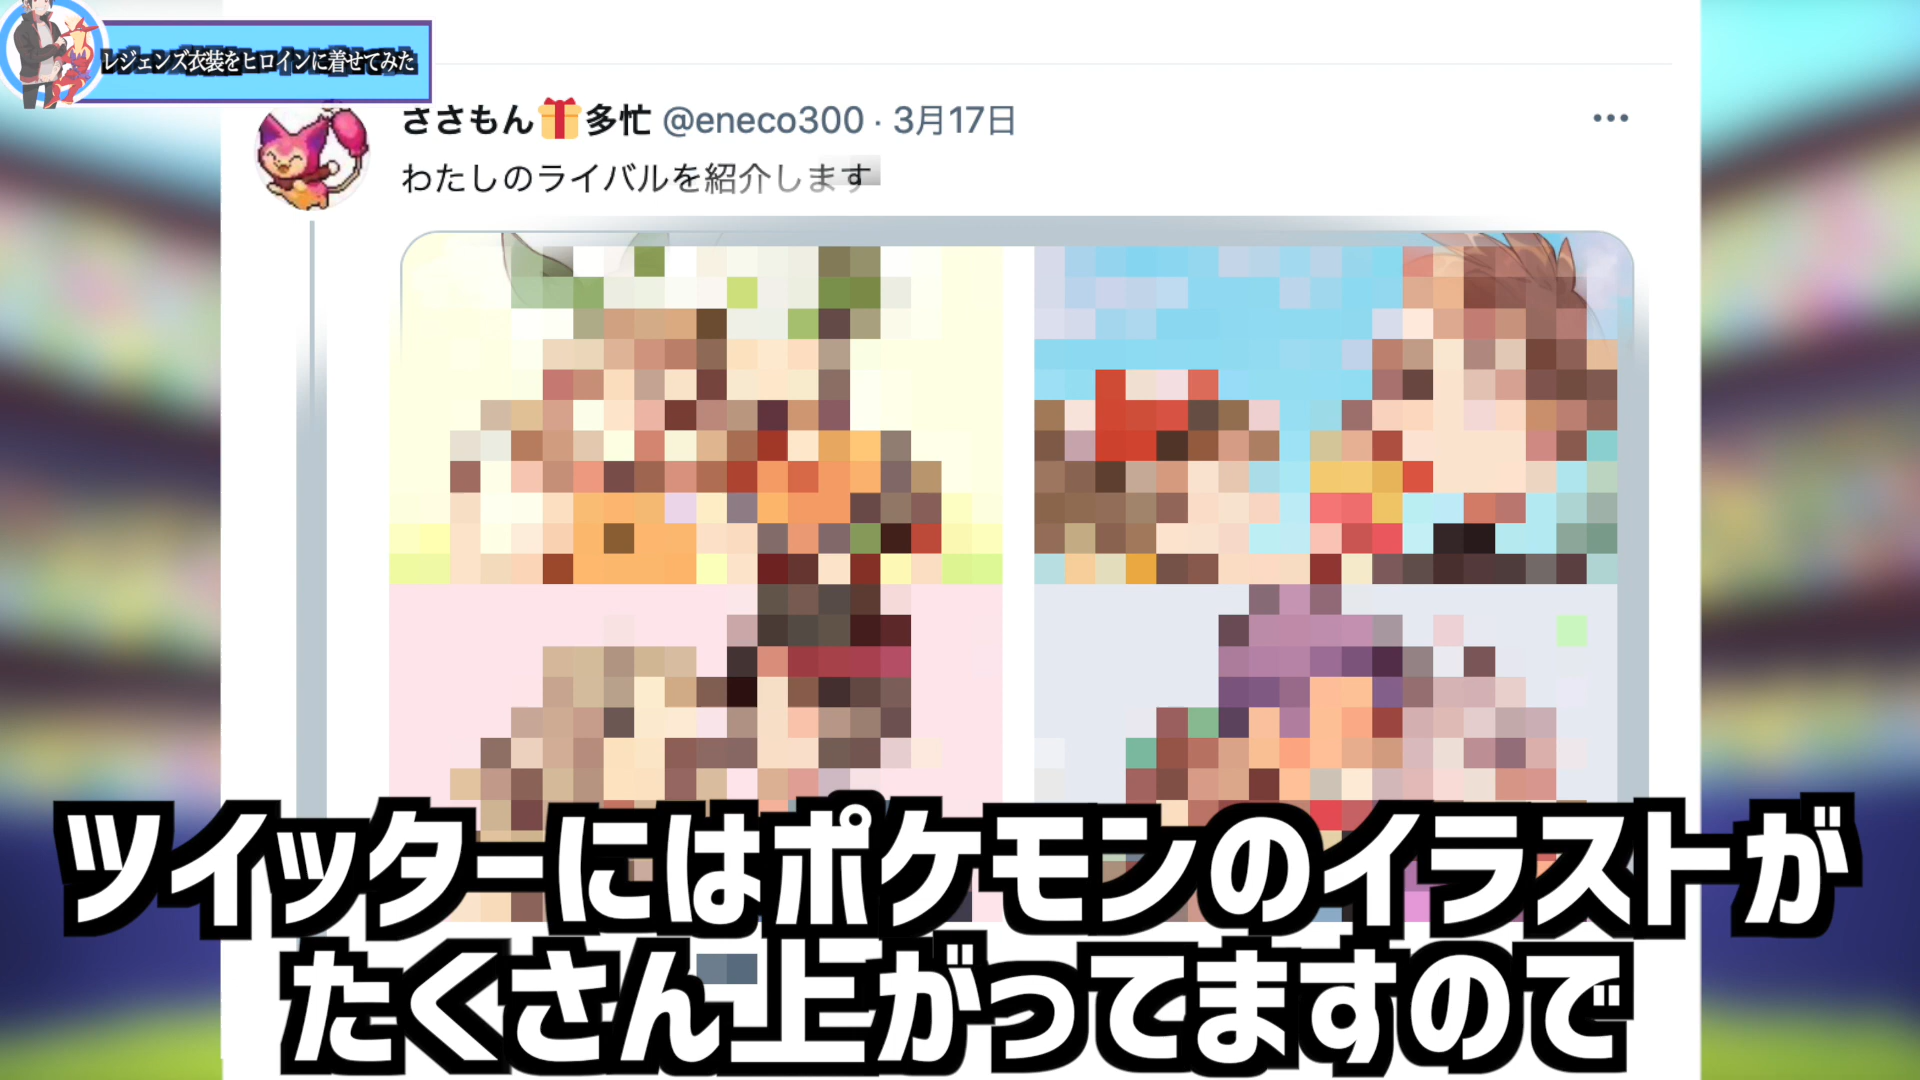 レジェンズ衣装をヒロインに着せてみた
ささもん🎁多忙 @eneco300 · 3月17日
わたしのライバルを紹介します
ツイッターにはポケモンのイラストが
たくさん上がってますので